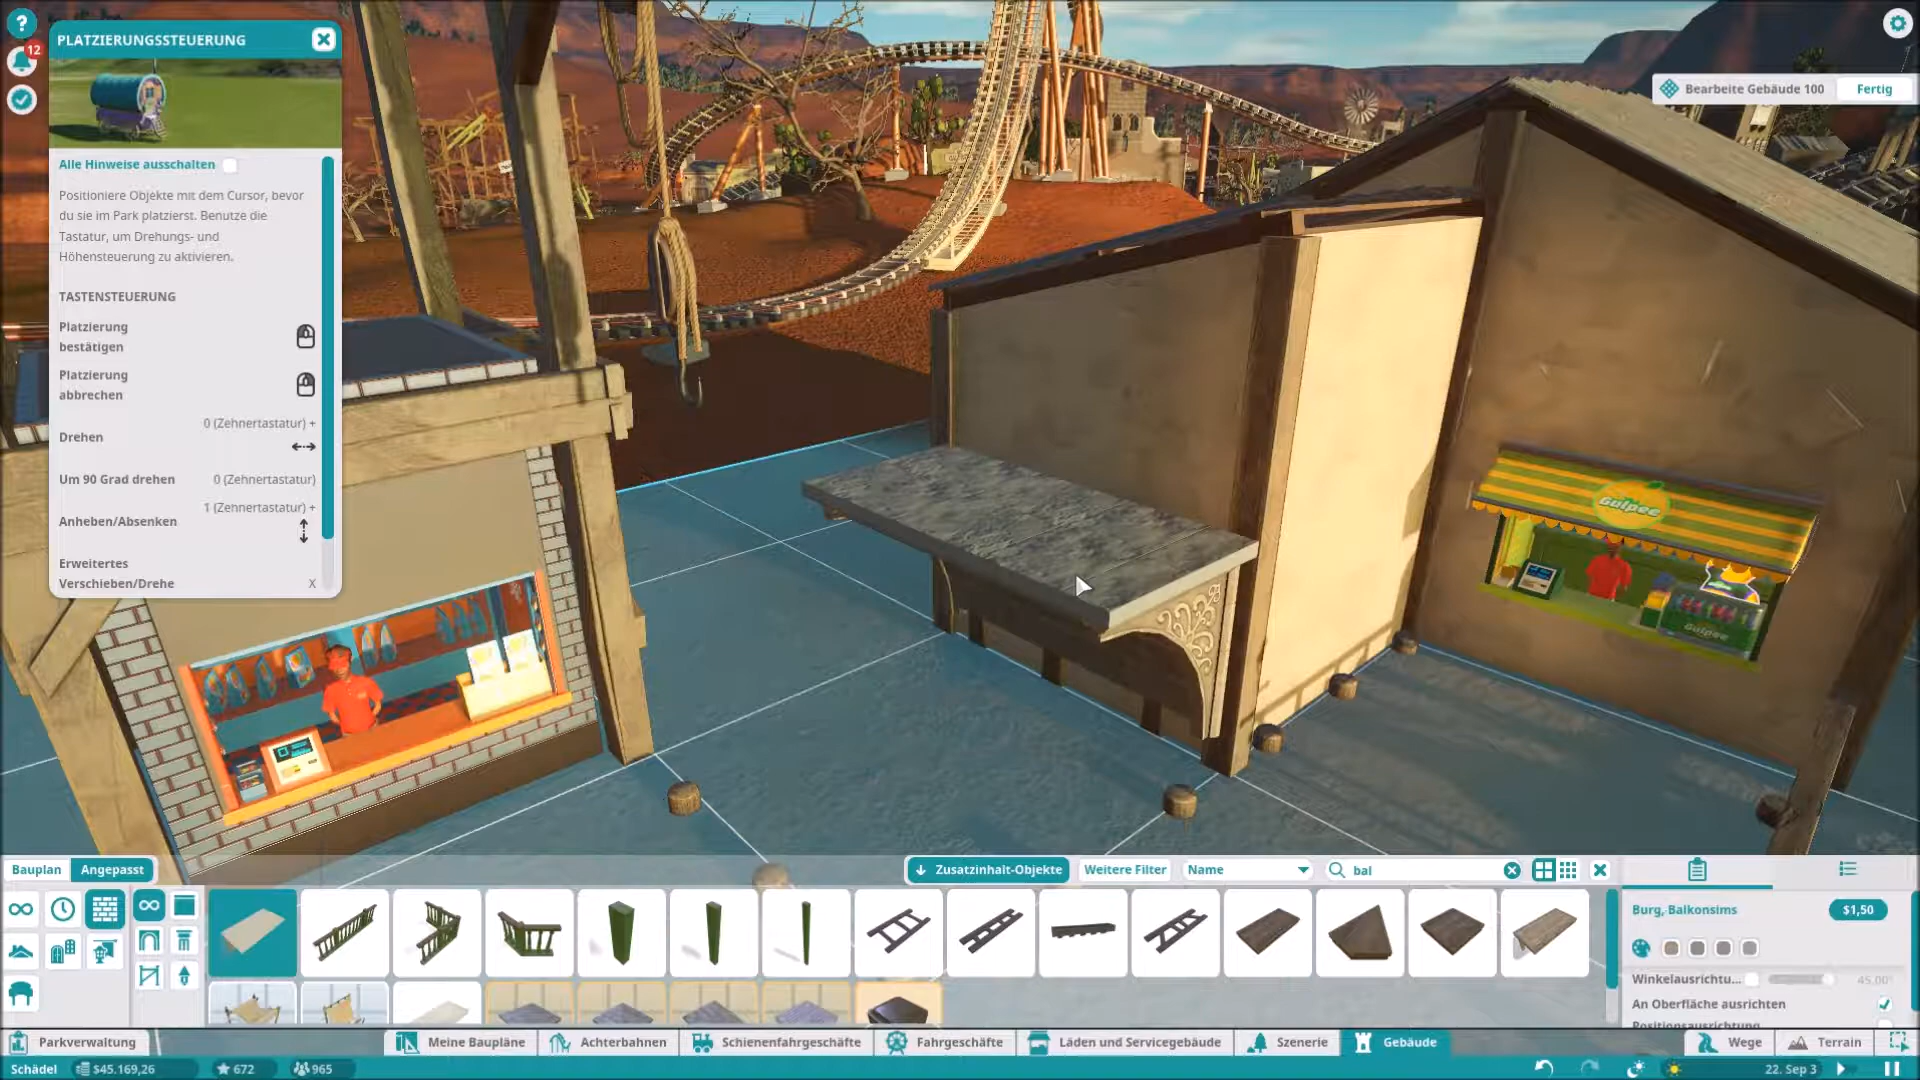 ?
12
PLATZIERUNGSSTEUERUNG
Alle Hinweise ausschalten
Positioniere Objekte mit dem Cursor, bevor
du sie im Park platzierst. Benutze die
Tastatur, um Drehungs- und
Höhensteuerung zu aktivieren.
TASTENSTEUERUNG
Platzierung
bestätigen
Platzierung
abbrechen
Drehen
0 (Zehnertastatur) +
Um 90 Grad drehen
0 (Zehnertastatur)
Anheben/Absenken
1 (Zehnertastatur) +
Erweitertes
Verschieben/Drehe
X
Bearbeite Gebäude 100
Fertig
Gulpee
Gulpee
Bauplan
Angepasst
Zusatzinhalt-Objekte
Weitere Filter
Name
bal
Burg, Balkonsims
$1,50
Winkelausrichtu...
45,00°
An Oberfläche ausrichten
Positionsausrichtung
Parkverwaltung
Meine Baupläne
Achterbahnen
Schienenfahrgeschäfte
Fahrgeschäfte
Läden und Servicegebäude
Szenerie
Gebäude
Wege
Terrain
Schädel
$45.169,26
672
965
22. Sep 3